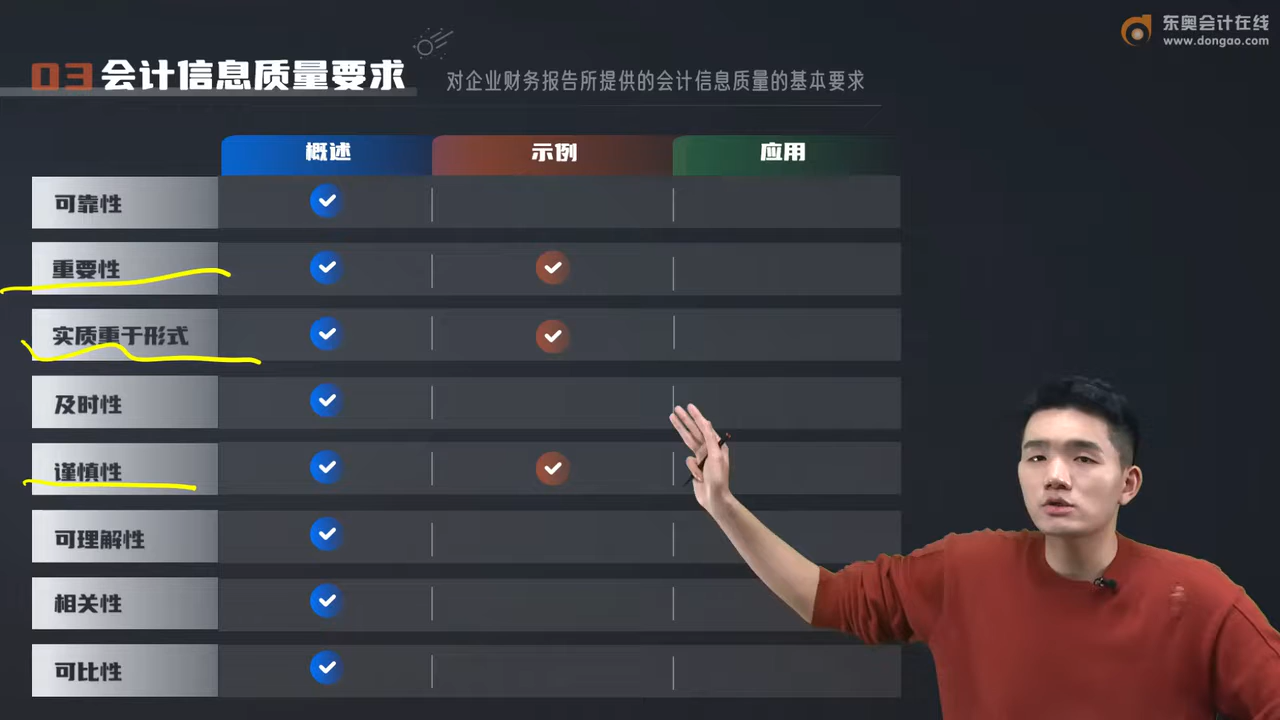 东奥会计在线
www.dongao.com
03 会计信息质量要求
对企业财务报告所提供的会计信息质量的基本要求
概述 示例 应用
可靠性
重要性
实质重于形式
及时性
谨慎性
可理解性
相关性
可比性